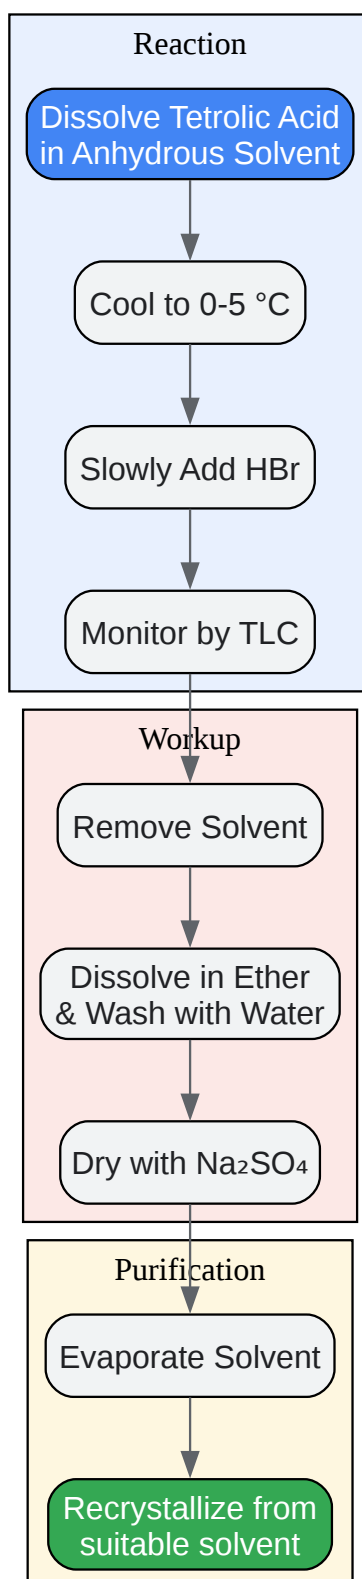 Reaction
Dissolve Tetrolic Acid
in Anhydrous Solvent
Cool to 0-5 °C
Slowly Add HBr
Monitor by TLC
Workup
Remove Solvent
Dissolve in Ether
& Wash with Water
Dry with Na₂SO₄
Purification
Evaporate Solvent
Recrystallize from
suitable solvent